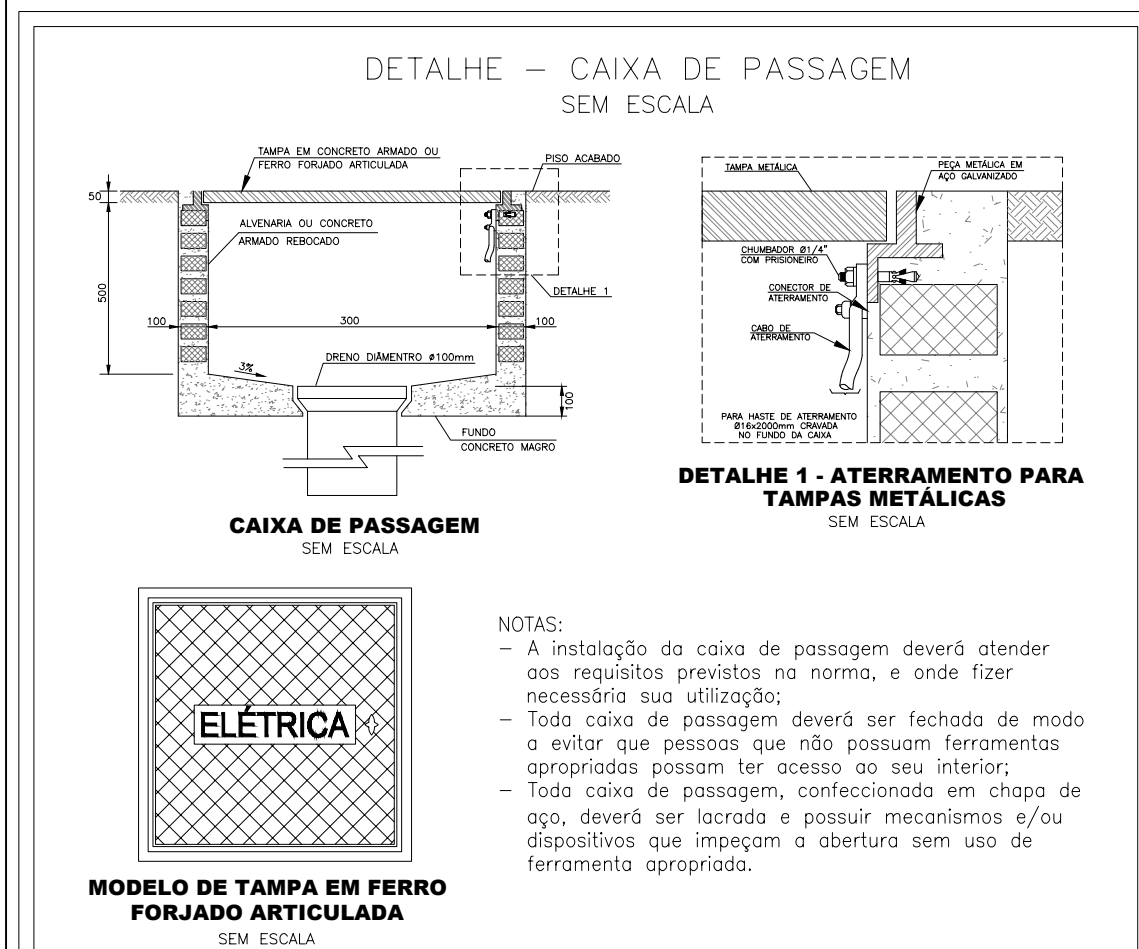 DETALHE – CAIXA DE PASSAGEM
SEM ESCALA
TAMPA EM CONCRETO ARMADO OU
FERRO FORJADO ARTICULADA
PISO ACABADO
50
ALVENARIA OU CONCRETO
ARMADO REBOCADO
500
DETALHE 1
100
300
100
DRENO DIÂMENTRO Ø100mm
3%
100
FUNDO
CONCRETO MAGRO
CAIXA DE PASSAGEM
SEM ESCALA
TAMPA METÁLICA
PEÇA METÁLICA EM
AÇO GALVANIZADO
CHUMBADOR Ø1/4"
COM PRISIONEIRO
CONECTOR DE
ATERRAMENTO
CABO DE
ATERRAMENTO
PARA HASTE DE ATERRAMENTO
Ø16x2000mm CRAVADA
NO FUNDO DA CAIXA
DETALHE 1 - ATERRAMENTO PARA
TAMPAS METÁLICAS
SEM ESCALA
ELÉTRICA
MODELO DE TAMPA EM FERRO
FORJADO ARTICULADA
SEM ESCALA
NOTAS:
– A instalação da caixa de passagem deverá atender
aos requisitos previstos na norma, e onde fizer
necessária sua utilização;
– Toda caixa de passagem deverá ser fechada de modo
a evitar que pessoas que não possuam ferramentas
apropriadas possam ter acesso ao seu interior;
– Toda caixa de passagem, confeccionada em chapa de
aço, deverá ser lacrada e possuir mecanismos e/ou
dispositivos que impeçam a abertura sem uso de
ferramenta apropriada.